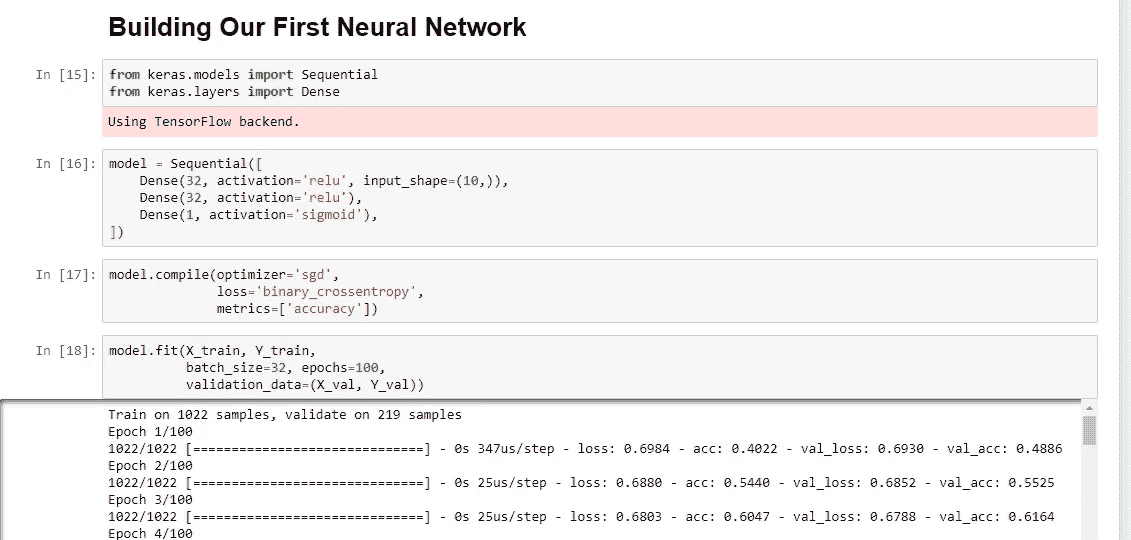 Building Our First Neural Network
In [15]: from keras.models import Sequential
from keras.layers import Dense
Using TensorFlow backend.
In [16]: model = Sequential([
    Dense(32, activation='relu', input_shape=(10,)),
    Dense(32, activation='relu'),
    Dense(1, activation='sigmoid'),
])
In [17]: model.compile(optimizer='sgd',
              loss='binary_crossentropy',
              metrics=['accuracy'])
In [18]: model.fit(X_train, Y_train,
          batch_size=32, epochs=100,
          validation_data=(X_val, Y_val))
Train on 1022 samples, validate on 219 samples
Epoch 1/100
1022/1022 [==============================] - 0s 347us/step - loss: 0.6984 - acc: 0.4022 - val_loss: 0.6930 - val_acc: 0.4886
Epoch 2/100
1022/1022 [==============================] - 0s 25us/step - loss: 0.6880 - acc: 0.5440 - val_loss: 0.6852 - val_acc: 0.5525
Epoch 3/100
1022/1022 [==============================] - 0s 25us/step - loss: 0.6803 - acc: 0.6047 - val_loss: 0.6788 - val_acc: 0.6164
Epoch 4/100